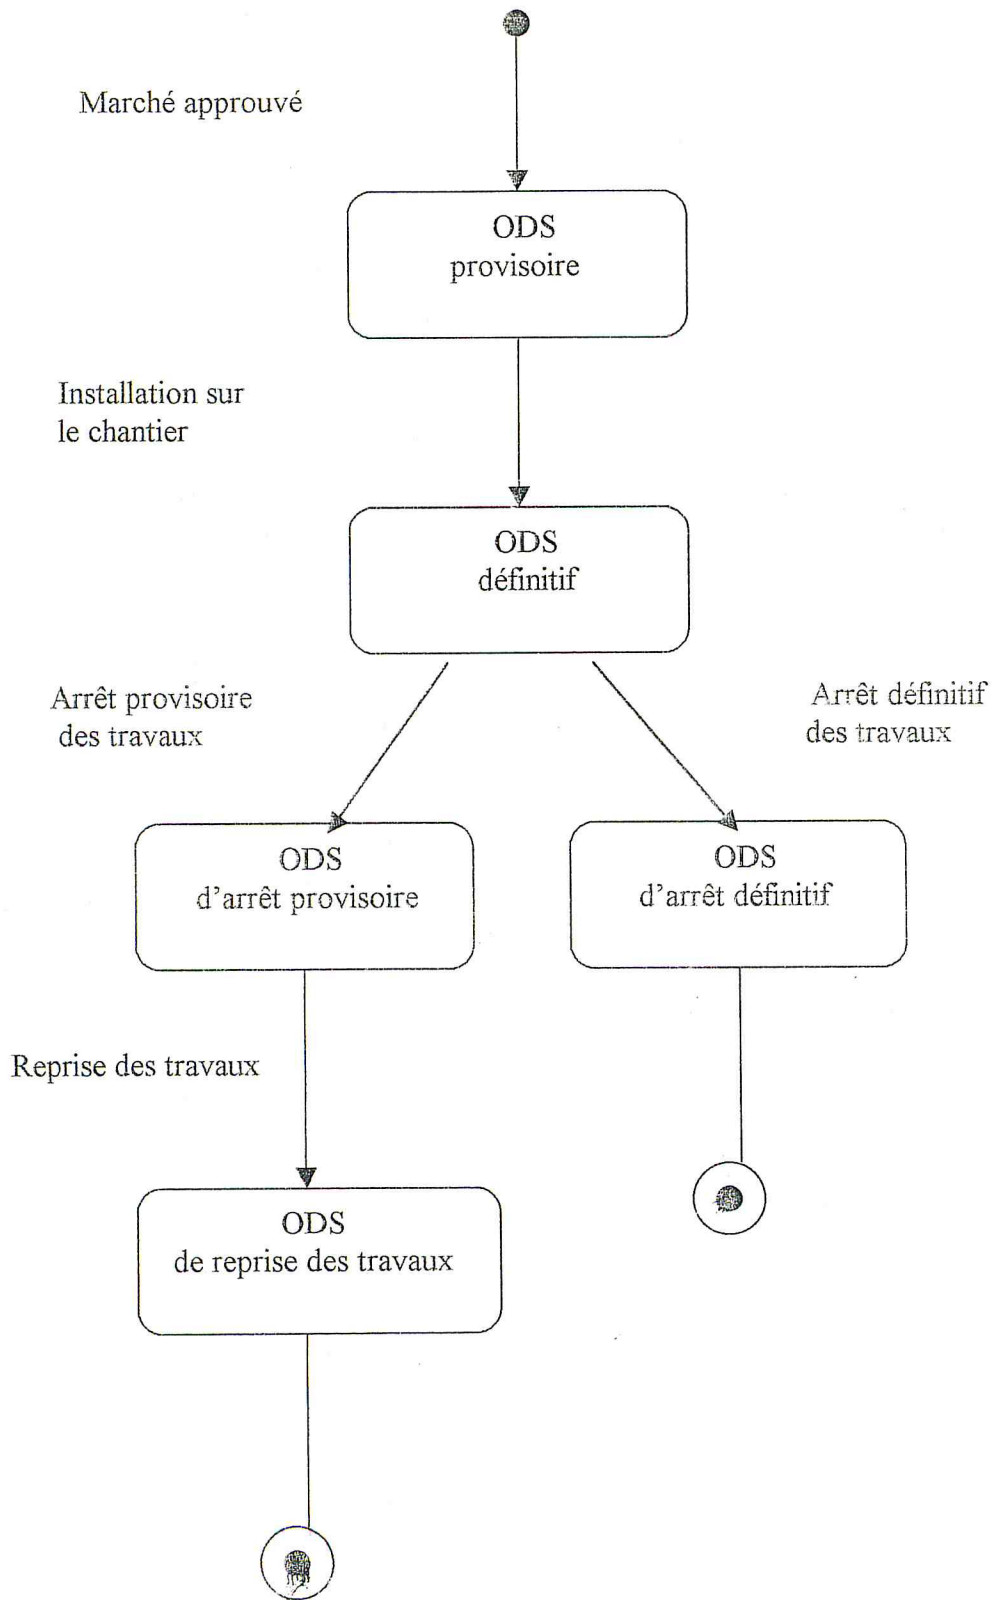 Marché approuvé
ODS
provisoire
Installation sur
le chantier
ODS
définitif
Arrêt provisoire
des travaux
Arrêt définitif
des travaux
ODS
d'arrêt provisoire
ODS
d'arrêt définitif
Reprise des travaux
ODS
de reprise des travaux